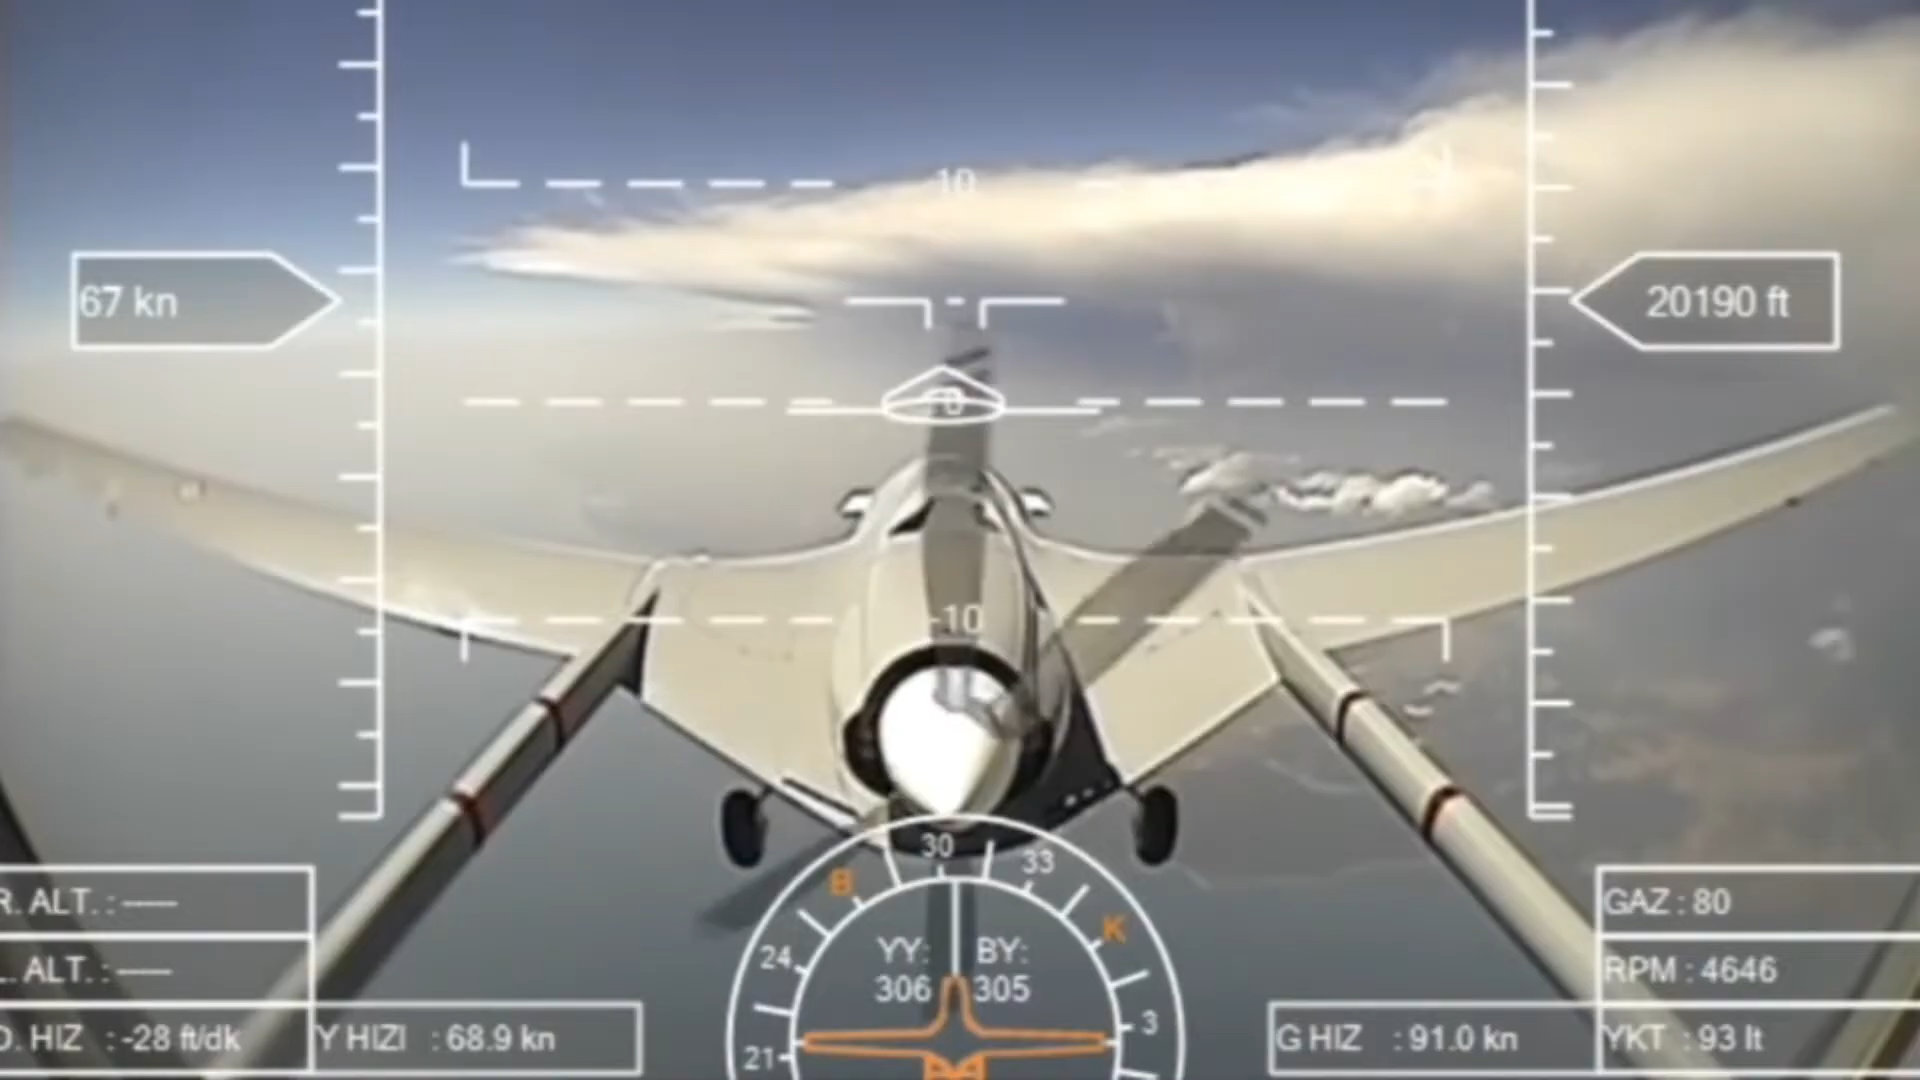 10
67 kn
20190 ft
0
-10
30
33
B
K
24
YY:
BY:
306
305
3
21
R. ALT. : -----
L. ALT. : -----
D. HIZ : -28 ft/dk
Y HIZI : 68.9 kn
GAZ : 80
RPM : 4646
G HIZ : 91.0 kn
YKT : 93 lt